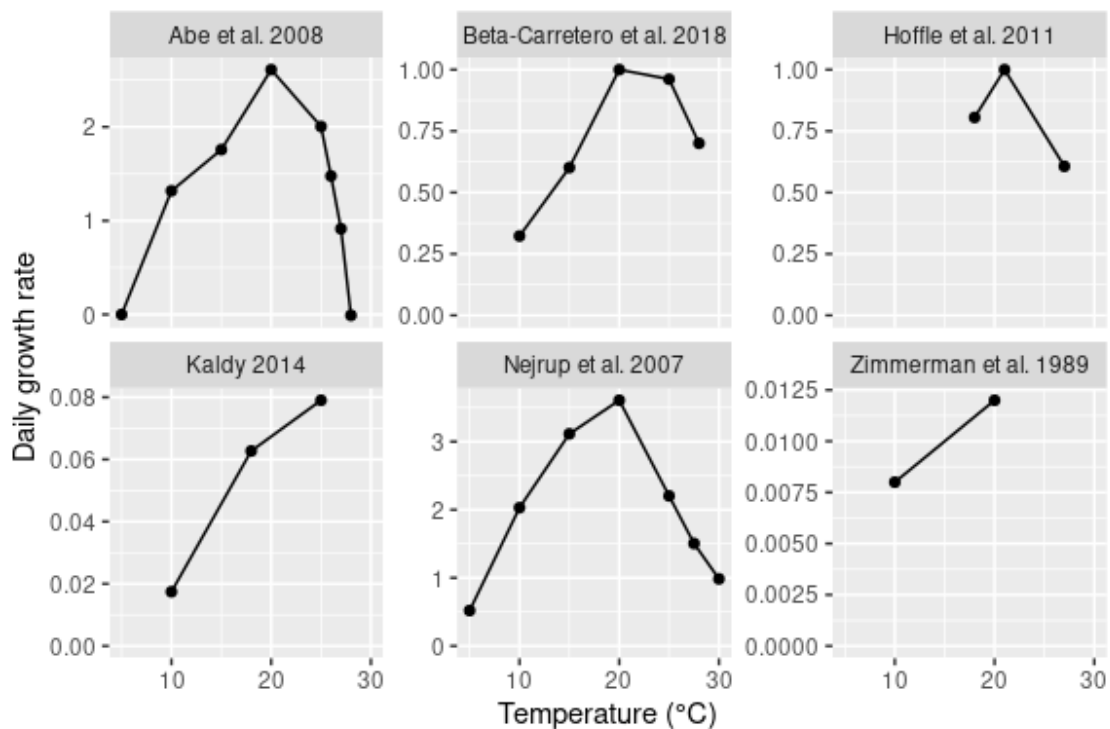 Abe et al. 2008
Beta-Carretero et al. 2018
Hoffle et al. 2011
2
1
0
1.00
0.75
0.50
0.25
0.00
1.00
0.75
0.50
0.25
0.00
Kaldy 2014
Nejrup et al. 2007
Zimmerman et al. 1989
0.08
0.06
0.04
0.02
0.00
3
2
1
0
0.0125
0.0100
0.0075
0.0050
0.0025
0.0000
10 20 30
10 20 30
10 20 30
Daily growth rate
Temperature (°C)